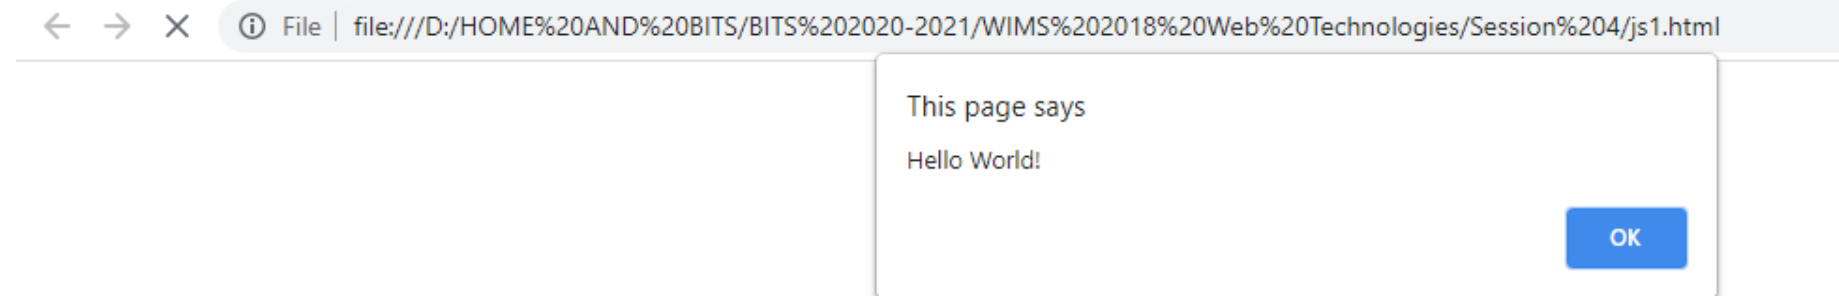 File | file:///D:/HOME%20AND%20BITS/BITS%202020-2021/WIMS%202018%20Web%20Technologies/Session%204/js1.html
This page says
Hello World!
OK